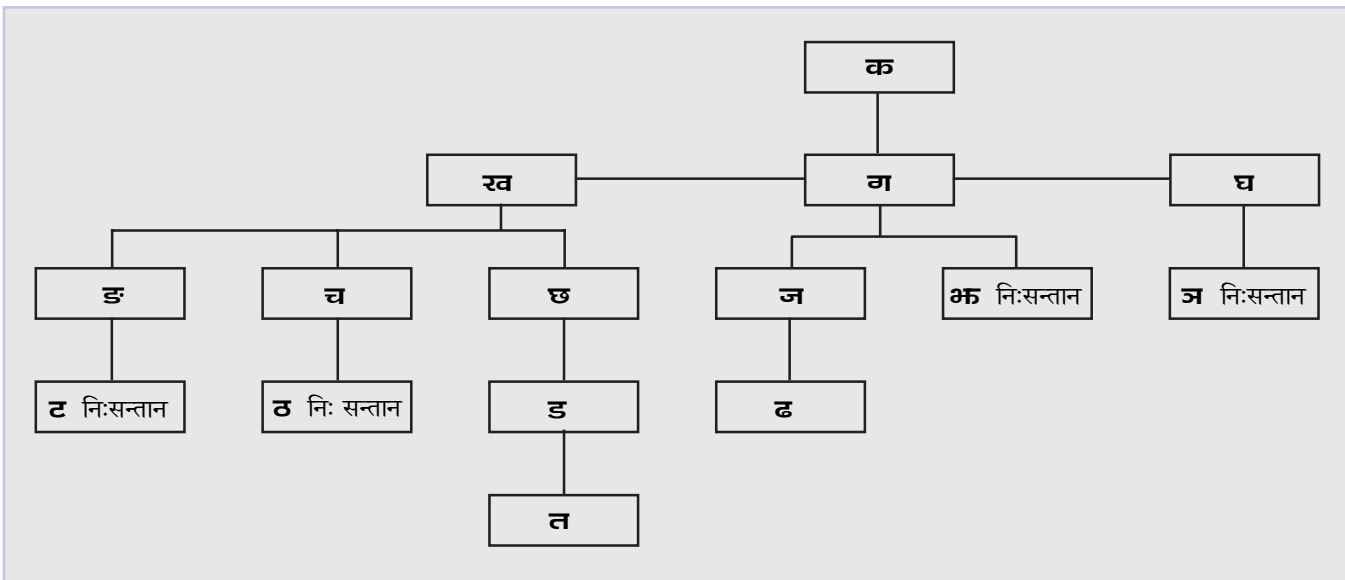 क
ख ग घ
ङ च छ ज झ निःसन्तान ञ निःसन्तान
ट निःसन्तान ठ निः सन्तान ड ढ
त